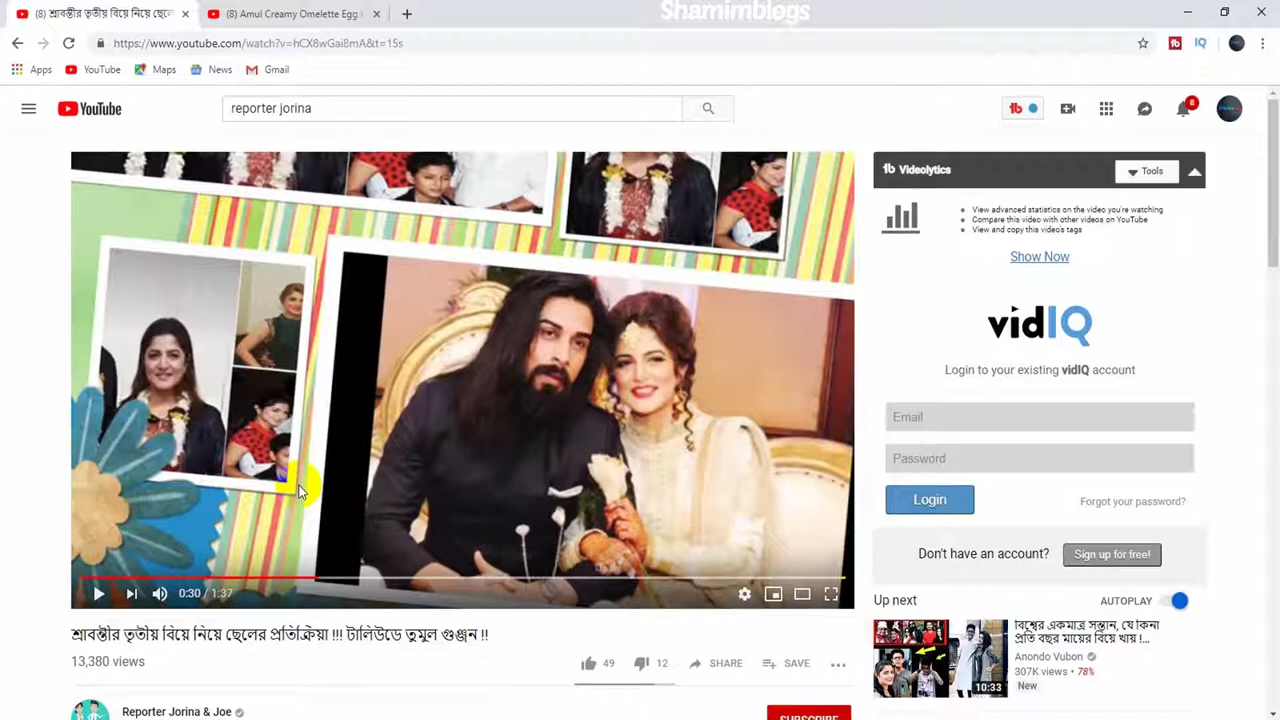 Shamimblogs
(8) শ্রাবন্তীর তৃতীয় বিয়ে নিয়ে ছেলে
(8) Amul Creamy Omelette Egg
https://www.youtube.com/watch?v=hCX8wGai8mA&t=15s
Apps YouTube Maps News Gmail
YouTube
reporter jorina
8
Videolytics
Tools
View advanced statistics on the video you're watching
Compare this video with other videos on YouTube
View and copy this video's tags
Show Now
vidIQ
Login to your existing vidIQ account
Email
Password
Login
Forgot your password?
Don't have an account?
Sign up for free!
0:30 / 1:37
শ্রাবন্তীর তৃতীয় বিয়ে নিয়ে ছেলের প্রতিক্রিয়া !!! টালিউডে তুমুল গুঞ্জন !!
13,380 views
49 12 SHARE SAVE
Reporter Jorina & Joe
SUBSCRIBE
Up next
AUTOPLAY
বিশ্বের একমাত্র সন্তান, যে কিনা
প্রতি বছর মায়ের বিয়ে খায় !...
Anondo Vubon
307K views • 78%
New
10:33